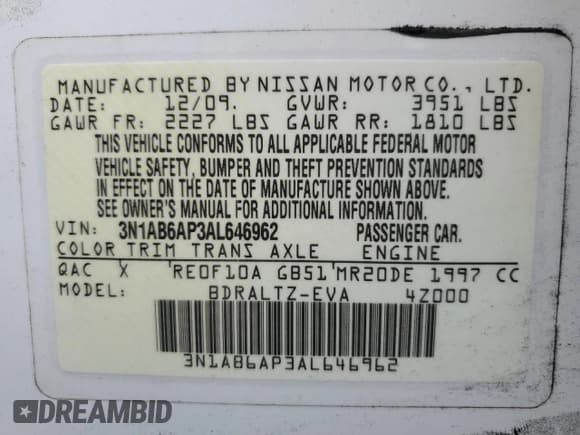 MANUFACTURED BY NISSAN MOTOR CO., LTD.
DATE: 12/09. GVWR: 3951 LBS
GAWR FR: 2227 LBS GAWR RR: 1810 LBS
THIS VEHICLE CONFORMS TO ALL APPLICABLE FEDERAL MOTOR
VEHICLE SAFETY, BUMPER AND THEFT PREVENTION STANDARDS
IN EFFECT ON THE DATE OF MANUFACTURE SHOWN ABOVE.
SEE OWNER'S MANUAL FOR ADDITIONAL INFORMATION.
VIN: 3N1AB6AP3AL646962 PASSENGER CAR.
COLOR TRIM TRANS AXLE ENGINE
QAC X RE0F10A GB51 MR20DE 1997 CC
MODEL: BDRALTZ-EVA 4Z000
3N1AB6AP3AL646962
DREAMBID